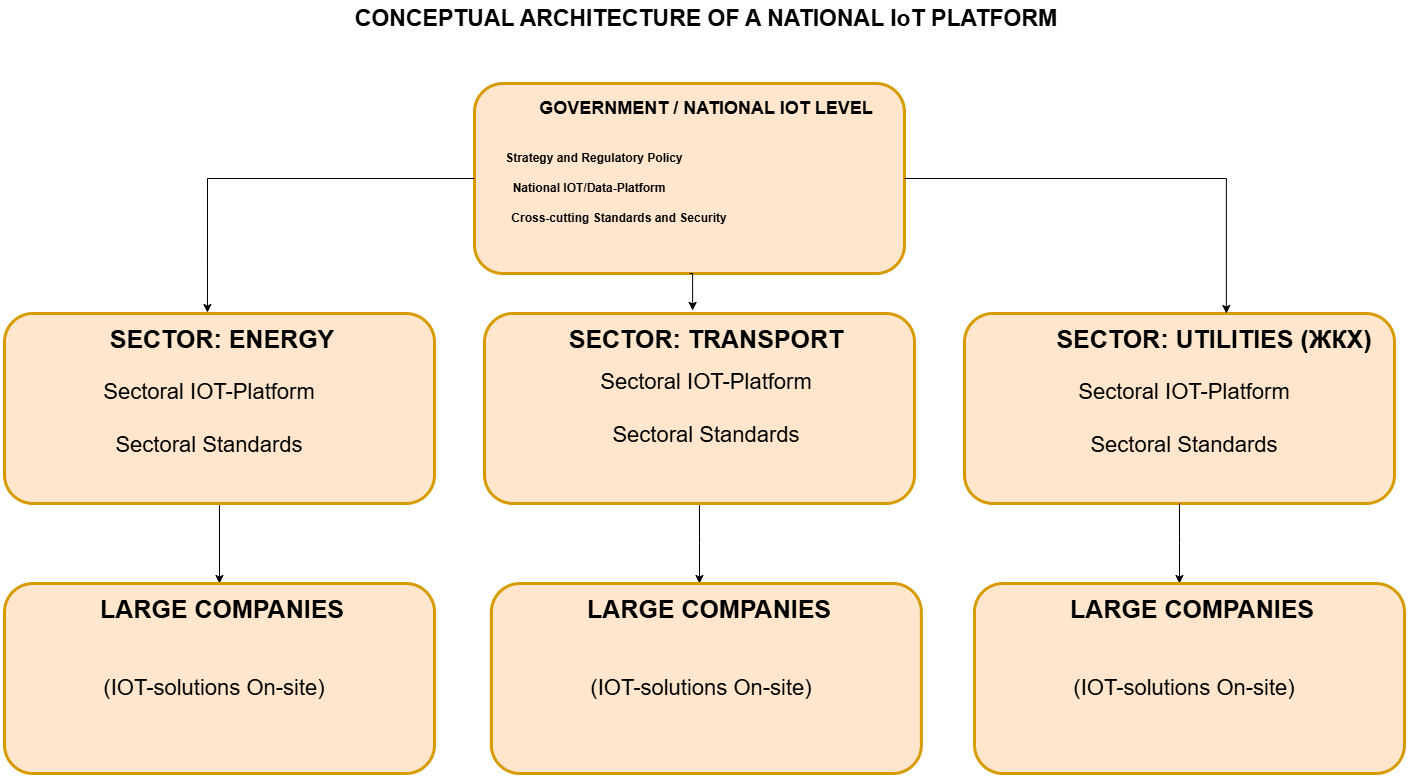 CONCEPTUAL ARCHITECTURE OF A NATIONAL IoT PLATFORM
GOVERNMENT / NATIONAL IOT LEVEL
Strategy and Regulatory Policy
National IOT/Data-Platform
Cross-cutting Standards and Security
SECTOR: ENERGY
Sectoral IOT-Platform
Sectoral Standards
SECTOR: TRANSPORT
Sectoral IOT-Platform
Sectoral Standards
SECTOR: UTILITIES (ЖКХ)
Sectoral IOT-Platform
Sectoral Standards
LARGE COMPANIES
(IOT-solutions On-site)
LARGE COMPANIES
(IOT-solutions On-site)
LARGE COMPANIES
(IOT-solutions On-site)